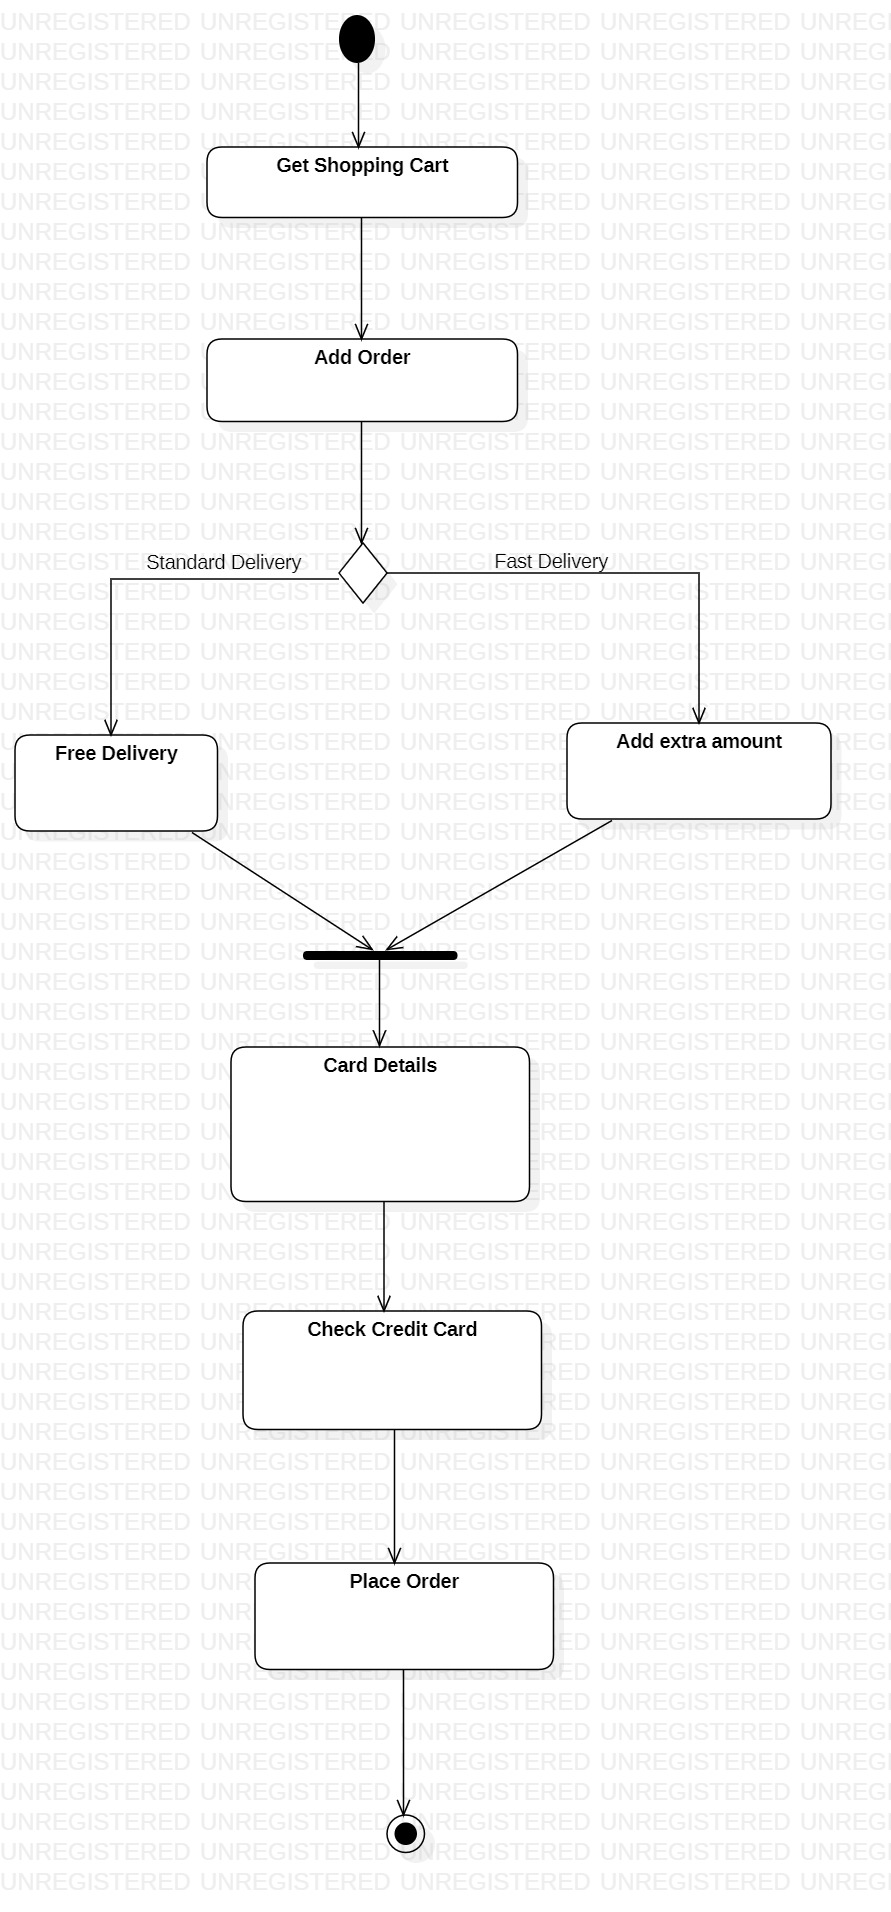 Get Shopping Cart
Add Order
Standard Delivery
Fast Delivery
Free Delivery
Add extra amount
Card Details
Check Credit Card
Place Order
UNREGISTERED